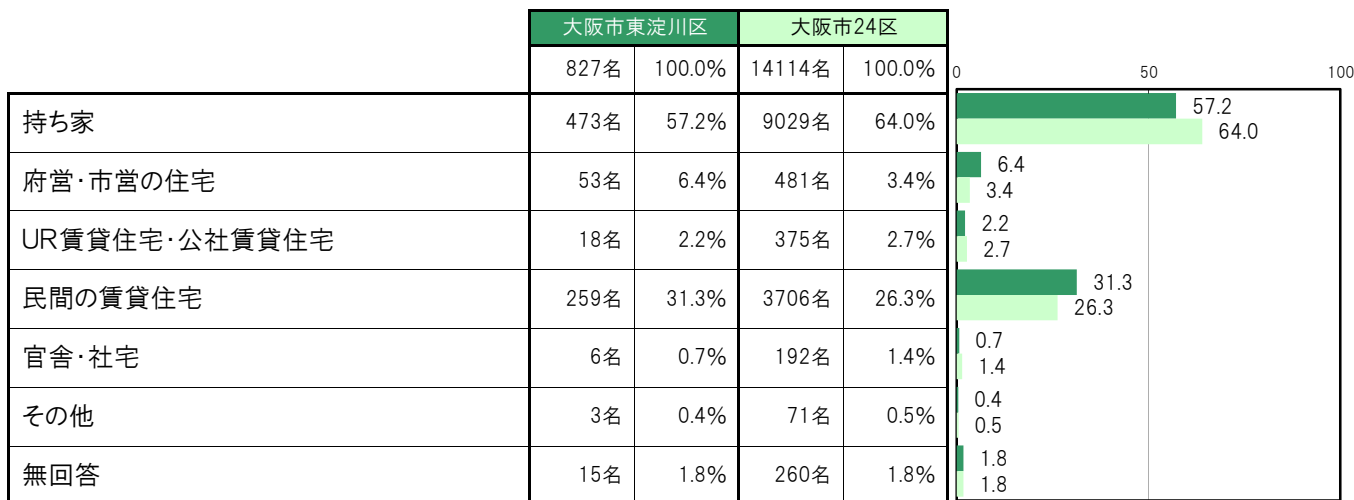 大阪市東淀川区 大阪市24区
827名 100.0% 14114名 100.0% 0 50 100
持ち家 473名 57.2% 9029名 64.0% 57.2
64.0
府営・市営の住宅 53名 6.4% 481名 3.4% 6.4
3.4
UR賃貸住宅・公社賃貸住宅 18名 2.2% 375名 2.7% 2.2
2.7
民間の賃貸住宅 259名 31.3% 3706名 26.3% 31.3
26.3
官舎・社宅 6名 0.7% 192名 1.4% 0.7
1.4
その他 3名 0.4% 71名 0.5% 0.4
0.5
無回答 15名 1.8% 260名 1.8% 1.8
1.8